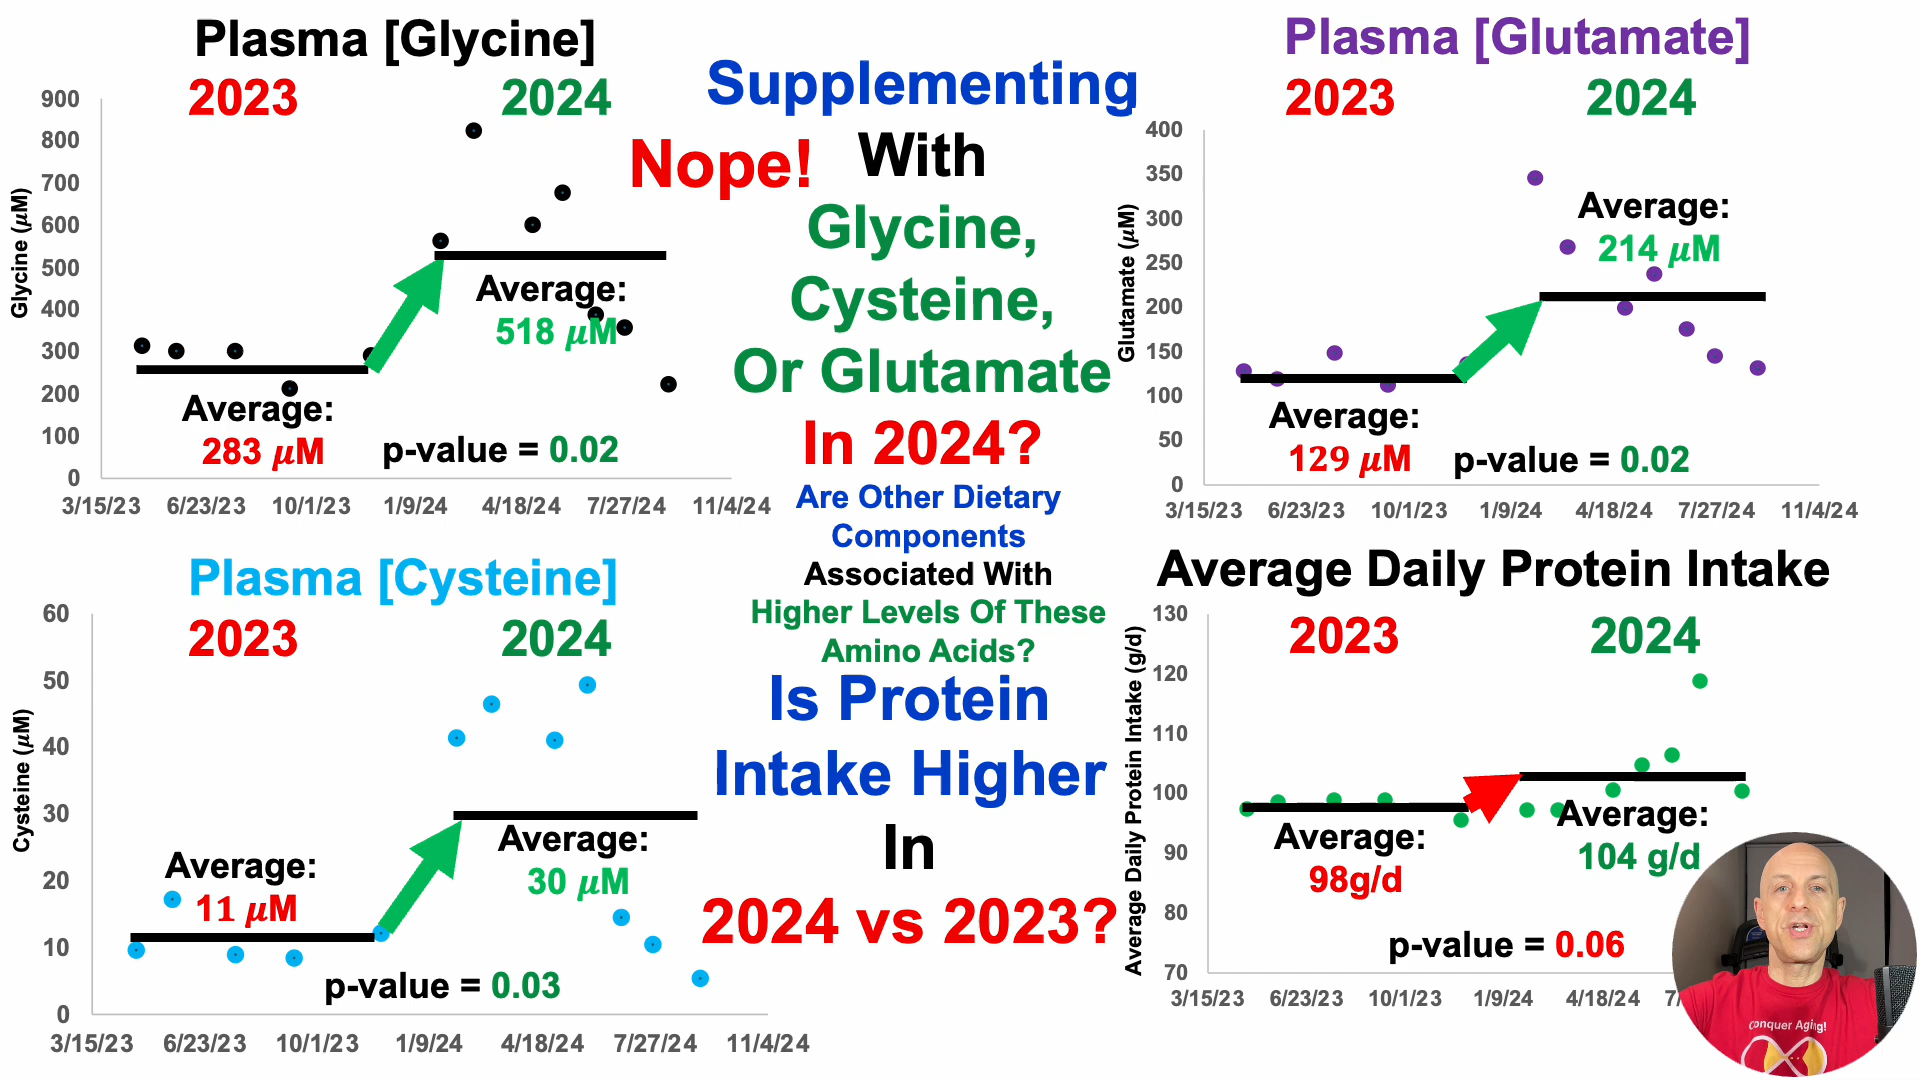 Plasma [Glycine]
2023
2024
900
800
700
600
500
400
300
200
100
0
Glycine (μM)
Average:
283 μM
Average:
518 μM
p-value = 0.02
3/15/23
6/23/23
10/1/23
1/9/24
4/18/24
7/27/24
11/4/24
Plasma [Cysteine]
2023
2024
60
50
40
30
20
10
0
Cysteine (μM)
Average:
11 μM
Average:
30 μM
p-value = 0.03
3/15/23
6/23/23
10/1/23
1/9/24
4/18/24
7/27/24
11/4/24
Supplementing
Nope!
With
Glycine,
Cysteine,
Or Glutamate
In 2024?
Are Other Dietary
Components
Associated With
Higher Levels Of These
Amino Acids?
Is Protein
Intake Higher
In
2024 vs 2023?
Plasma [Glutamate]
2023
2024
400
350
300
250
200
150
100
50
0
Glutamate (μM)
Average:
129 μM
Average:
214 μM
p-value = 0.02
3/15/23
6/23/23
10/1/23
1/9/24
4/18/24
7/27/24
11/4/24
Average Daily Protein Intake
2023
2024
130
120
110
100
90
80
70
Average Daily Protein Intake (g/d)
Average:
98g/d
Average:
104 g/d
p-value = 0.06
3/15/23
6/23/23
10/1/23
1/9/24
4/18/24
Conquer Aging!